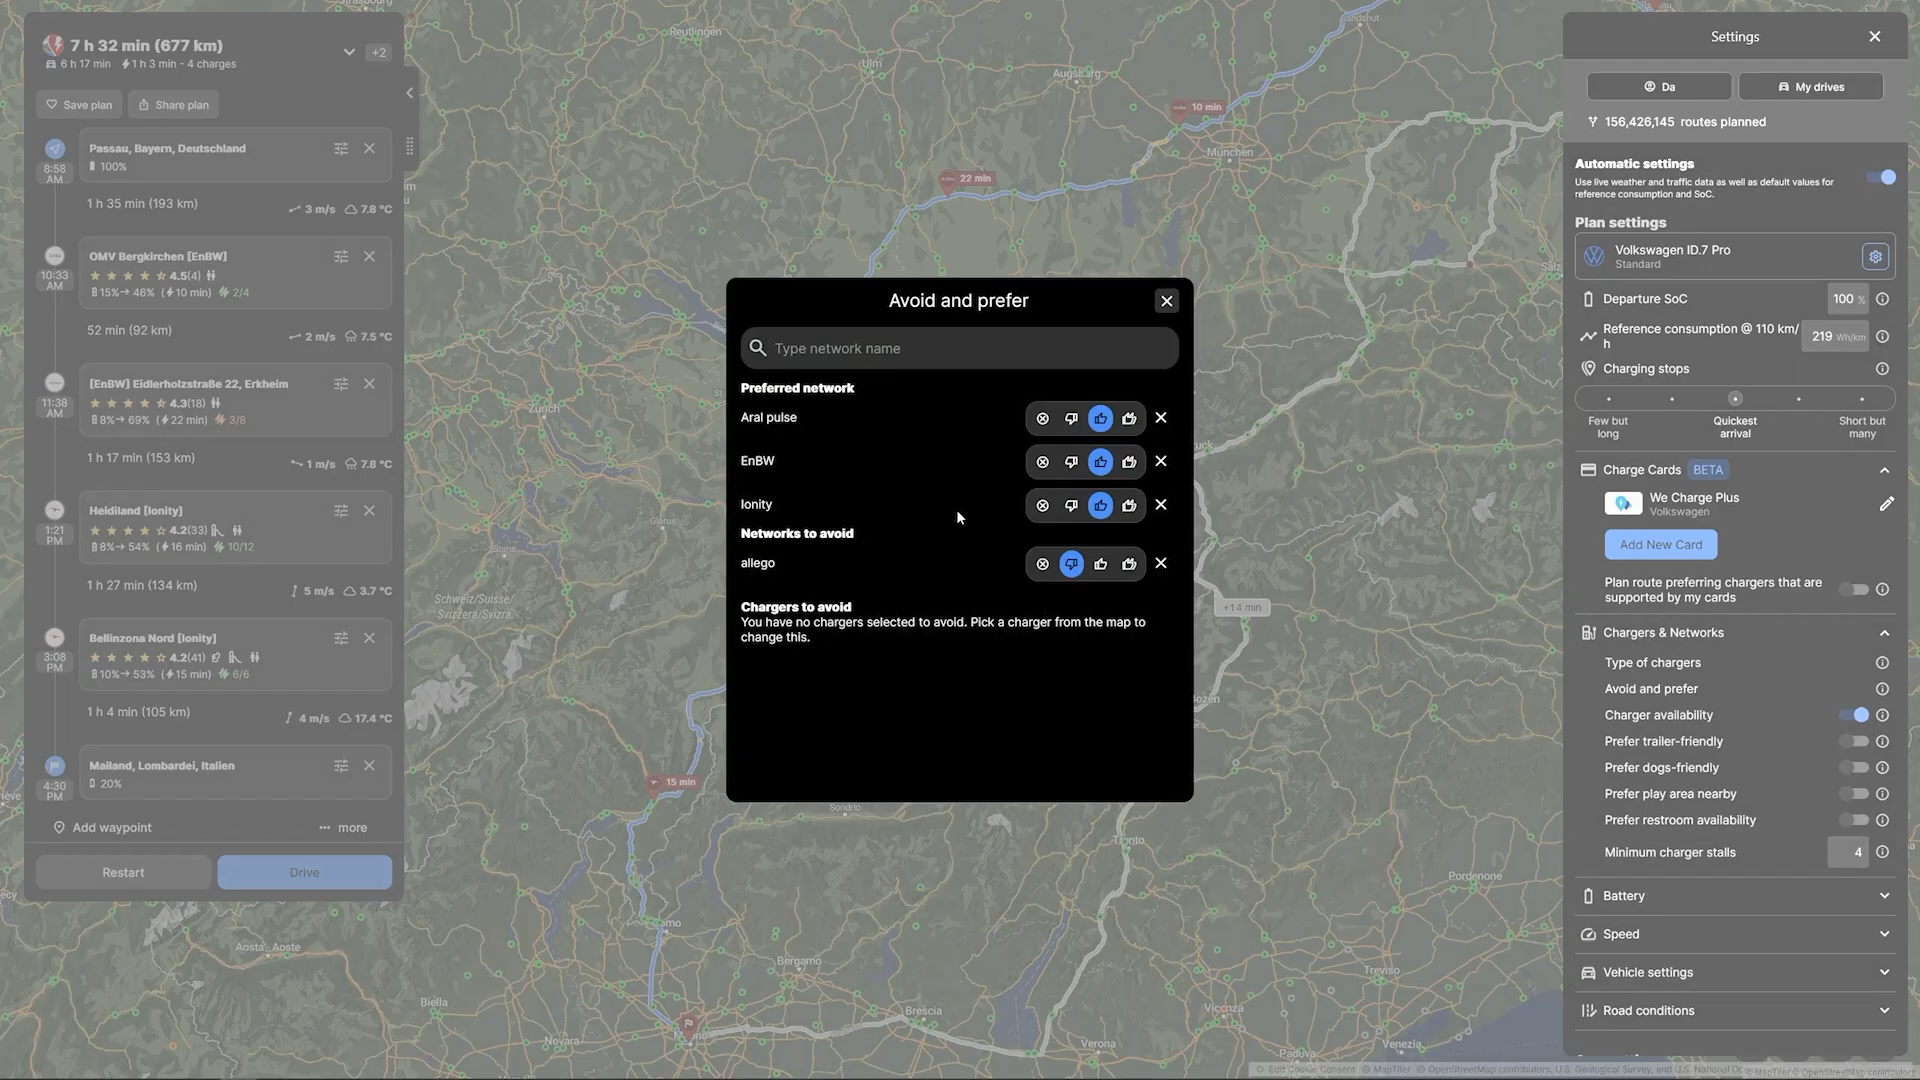 7 h 32 min (677 km)
+2
6 h 17 min 1 h 3 min - 4 charges
Save plan
Share plan
Passau, Bayern, Deutschland
100%
8:58 AM
1 h 35 min (193 km)
3 m/s 7.8 °C
OMV Bergkirchen [EnBW]
4.5(4)
10:33 AM
15%→ 46% (10 min) 2/4
52 min (92 km)
2 m/s 7.5 °C
[EnBW] Eidlerholzstraße 22, Erkheim
4.3(18)
11:38 AM
8%→ 69% (22 min) 3/8
1 h 17 min (153 km)
1 m/s 7.8 °C
Heidiland [Ionity]
4.2(33)
1:21 PM
8%→ 54% (16 min) 10/12
1 h 27 min (134 km)
5 m/s 3.7 °C
Bellinzona Nord [Ionity]
4.2(41)
3:08 PM
10%→ 53% (15 min) 6/6
1 h 4 min (105 km)
4 m/s 17.4 °C
Mailand, Lombardei, Italien
20%
4:30 PM
Add waypoint
more
Restart
Drive
Reutlingen
Ulm
Augsburg
Landshut
10 min
München
22 min
Zürich
Glarus
Schweiz/Suisse/
Svizzera/Svizra
+14 min
15 min
Sondrio
Trento
Pordenone
Aosta - Aoste
Bergamo
Treviso
Biella
Brescia
Vicenza
Novara
Verona
Padova
Venezia
Avoid and prefer
Type network name
Preferred network
Aral pulse
EnBW
Ionity
Networks to avoid
allego
Chargers to avoid
You have no chargers selected to avoid. Pick a charger from the map to
change this.
Settings
Da
My drives
156,426,145 routes planned
Automatic settings
Use live weather and traffic data as well as default values for
reference consumption and SoC.
Plan settings
Volkswagen ID.7 Pro
Standard
Departure SoC
100 %
Reference consumption @ 110 km/
h
219 Wh/km
Charging stops
Few but
long
Quickest
arrival
Short but
many
Charge Cards BETA
We Charge Plus
Volkswagen
Add New Card
Plan route preferring chargers that are
supported by my cards
Chargers & Networks
Type of chargers
Avoid and prefer
Charger availability
Prefer trailer-friendly
Prefer dogs-friendly
Prefer play area nearby
Prefer restroom availability
Minimum charger stalls
4
Battery
Speed
Vehicle settings
Road conditions
Edit Cookie Consent © MapTiler © OpenStreetMap contributors, U.S. Geological Survey, and U.S. National Oc
© MapTiler © OpenStreetMap contributors